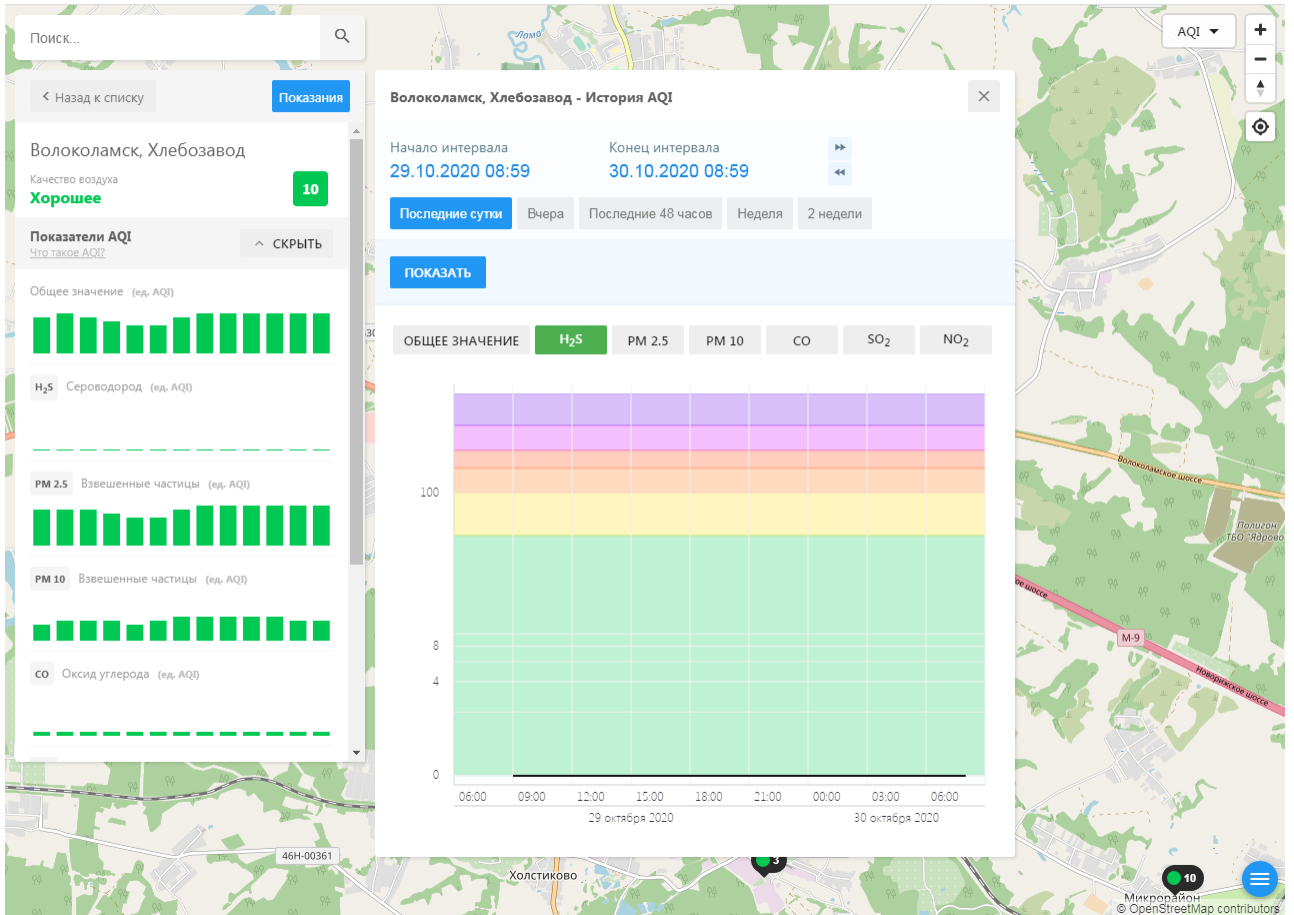 Поиск...
AQI
Назад к списку
Показания
Волоколамск, Хлебозавод
Качество воздуха
Хорошее
10
Показатели AQI
Что такое AQI?
СКРЫТЬ
Общее значение (ед. AQI)
H2S Сероводород (ед. AQI)
PM 2.5 Взвешенные частицы (ед. AQI)
PM 10 Взвешенные частицы (ед. AQI)
CO Оксид углерода (ед. AQI)
Волоколамск, Хлебозавод - История AQI
Начало интервала
Конец интервала
29.10.2020 08:59
30.10.2020 08:59
Последние сутки
Вчера
Последние 48 часов
Неделя
2 недели
ПОКАЗАТЬ
ОБЩЕЕ ЗНАЧЕНИЕ
H2S
PM 2.5
PM 10
CO
SO2
NO2
100
8
4
0
06:00 09:00 12:00 15:00 18:00 21:00 00:00 03:00 06:00
29 октября 2020
30 октября 2020
Лама
Волоколамское шоссе
Полигон
ТБО "Ядрово
ое шоссе
М-9
Новорижское шоссе
46Н-00361
Холстиково
3
10
Микрорайон
© OpenStreetMap contributors